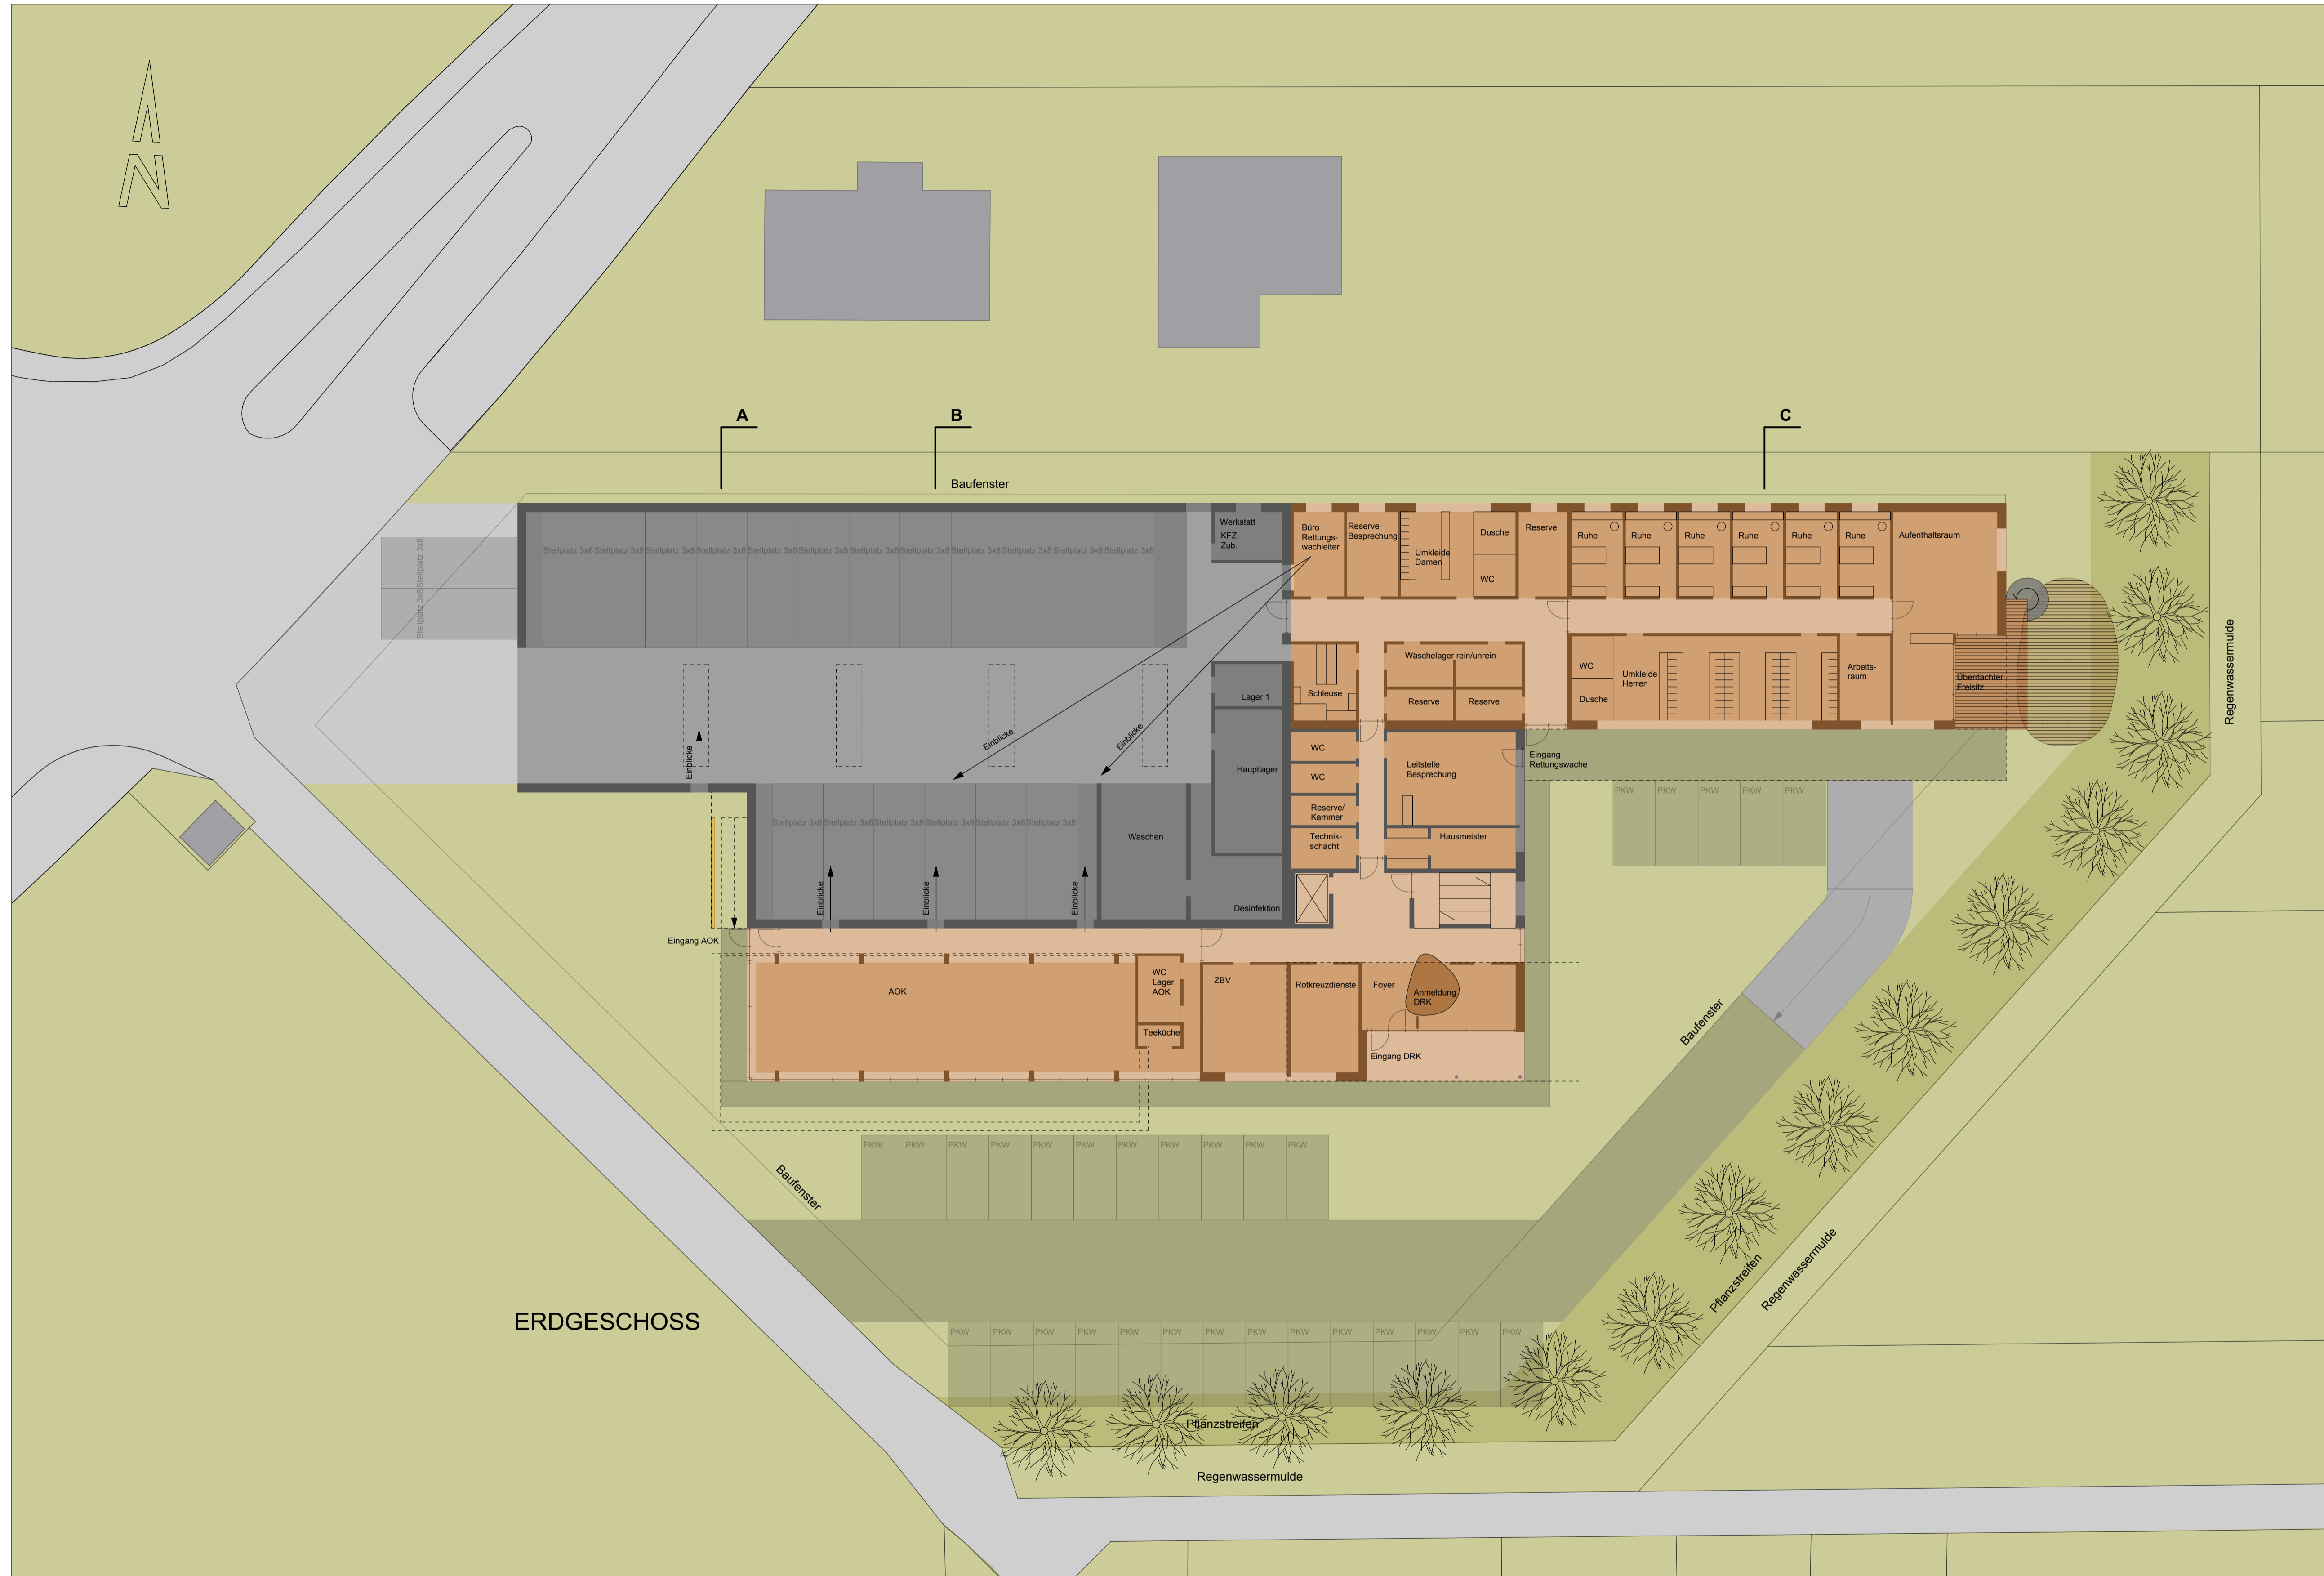 N
A
B
C
Baufenster
Stellplatz 3x8
Stellplatz 3x8
Stellplatz 3x8
Stellplatz 3x8
Stellplatz 3x8
Stellplatz 3x8
Stellplatz 3x8
Stellplatz 3x8
Stellplatz 3x8
Stellplatz 3x8
Stellplatz 3x8
Stellplatz 3x8
Stellplatz 3x8
Stellplatz 3x8
Werkstatt
KFZ
Zub.
Büro
Rettungs-
wachleiter
Reserve
Besprechung
Umkleide
Damen
Dusche
WC
Reserve
Ruhe
Ruhe
Ruhe
Ruhe
Ruhe
Ruhe
Aufenthaltsraum
Regenwassermulde
Lager 1
Schleuse
Wäschelager rein/unrein
Reserve
Reserve
WC
Dusche
Umkleide
Herren
Arbeits-
raum
Überdachter
Freisitz
Einblicke
Einblicke
Einblicke
Hauptlager
WC
WC
Reserve/
Kammer
Technik-
schacht
Leitstelle
Besprechung
Hausmeister
Eingang
Rettungswache
PKW
PKW
PKW
PKW
PKW
Stellplatz 3x8
Stellplatz 3x8
Stellplatz 3x8
Stellplatz 3x8
Stellplatz 3x8
Stellplatz 3x8
Waschen
Desinfektion
Einblicke
Einblicke
Einblicke
Eingang AOK
AOK
WC
Lager
AOK
Teeküche
ZBV
Rotkreuzdienste
Foyer
Anmeldung
DRK
Eingang DRK
Baufenster
PKW
PKW
PKW
PKW
PKW
PKW
PKW
PKW
PKW
PKW
PKW
Baufenster
ERDGESCHOSS
PKW
PKW
PKW
PKW
PKW
PKW
PKW
PKW
PKW
PKW
PKW
PKW
PKW
PKW
Pflanzstreifen
Regenwassermulde
Pflanzstreifen
Regenwassermulde